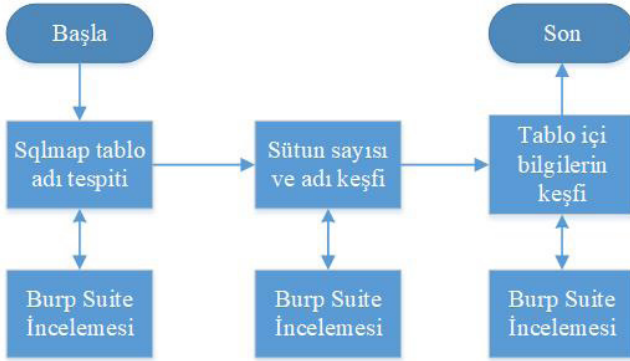 Başla
Son
Sqlmap tablo
adı tespiti
Sütun sayısı
ve adı keşfi
Tablo içi
bilgilerin
keşfi
Burp Suite
İncelemesi
Burp Suite
İncelemesi
Burp Suite
İncelemesi